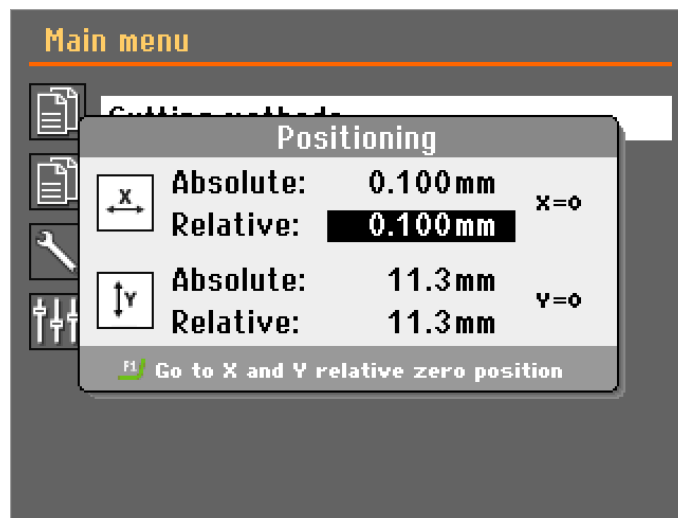 Main menu
Positioning
X
Absolute: 0.100mm
Relative: 0.100mm
X=0
Y
Absolute: 11.3mm
Relative: 11.3mm
Y=0
F1 Go to X and Y relative zero position